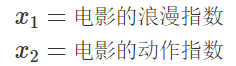 x₁ = 电影的浪漫指数
x₂ = 电影的动作指数